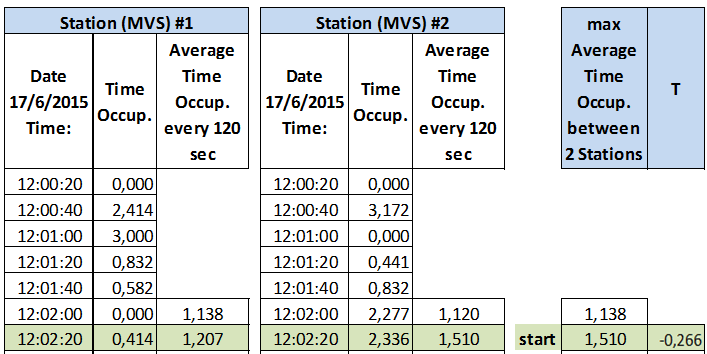 Station (MVS) #1 Station (MVS) #2 max
Average
Time
Occup.
between
2 Stations T
Date
17/6/2015
Time: Time
Occup. Average
Time
Occup.
every 120
sec Date
17/6/2015
Time: Time
Occup. Average
Time
Occup.
every 120
sec
12:00:20 0,000 12:00:20 0,000
12:00:40 2,414 12:00:40 3,172
12:01:00 3,000 12:01:00 0,000
12:01:20 0,832 12:01:20 0,441
12:01:40 0,582 12:01:40 0,832
12:02:00 0,000 1,138 12:02:00 2,277 1,120 1,138
12:02:20 0,414 1,207 12:02:20 2,336 1,510 start 1,510 -0,266